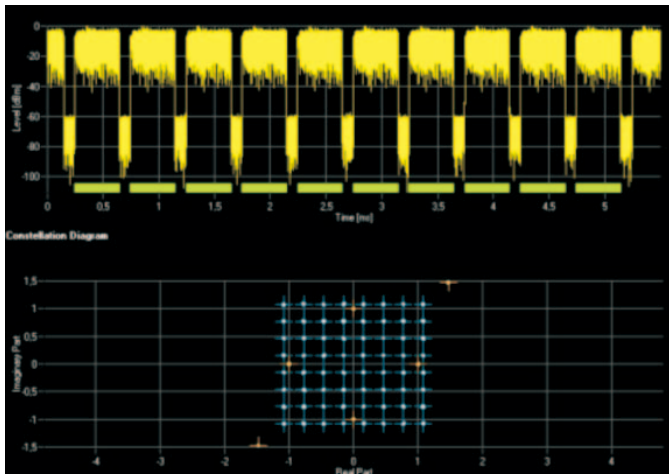 0
-20
-40
-60
-80
-100
Level [dBm]
0 0.5 1 1.5 2 2.5 3 3.5 4 4.5 5
Time [ms]
Constellation Diagram
1.5
1
0.5
0
-0.5
-1
-1.5
Imaginary Part
-4 -3 -2 -1 0 1 2 3 4
Real Part